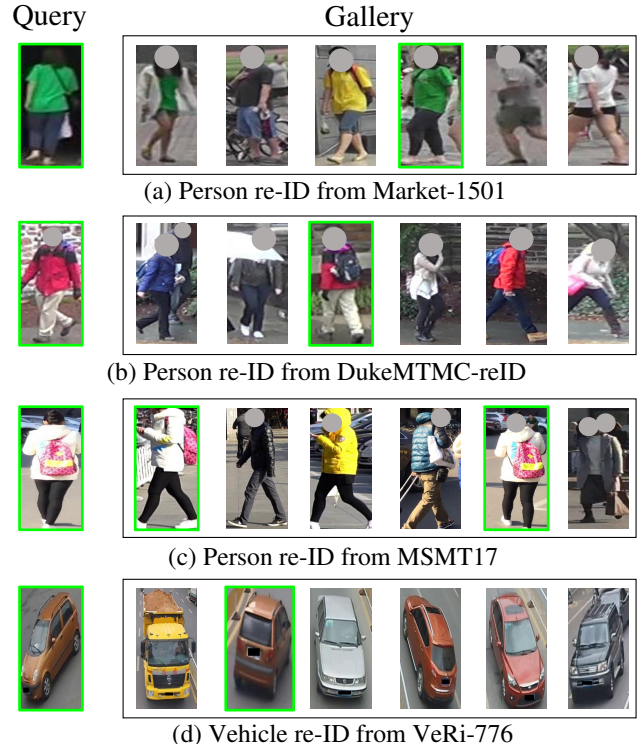 Query Gallery
(a) Person re-ID from Market-1501
(b) Person re-ID from DukeMTMC-reID
(c) Person re-ID from MSMT17
(d) Vehicle re-ID from VeRi-776